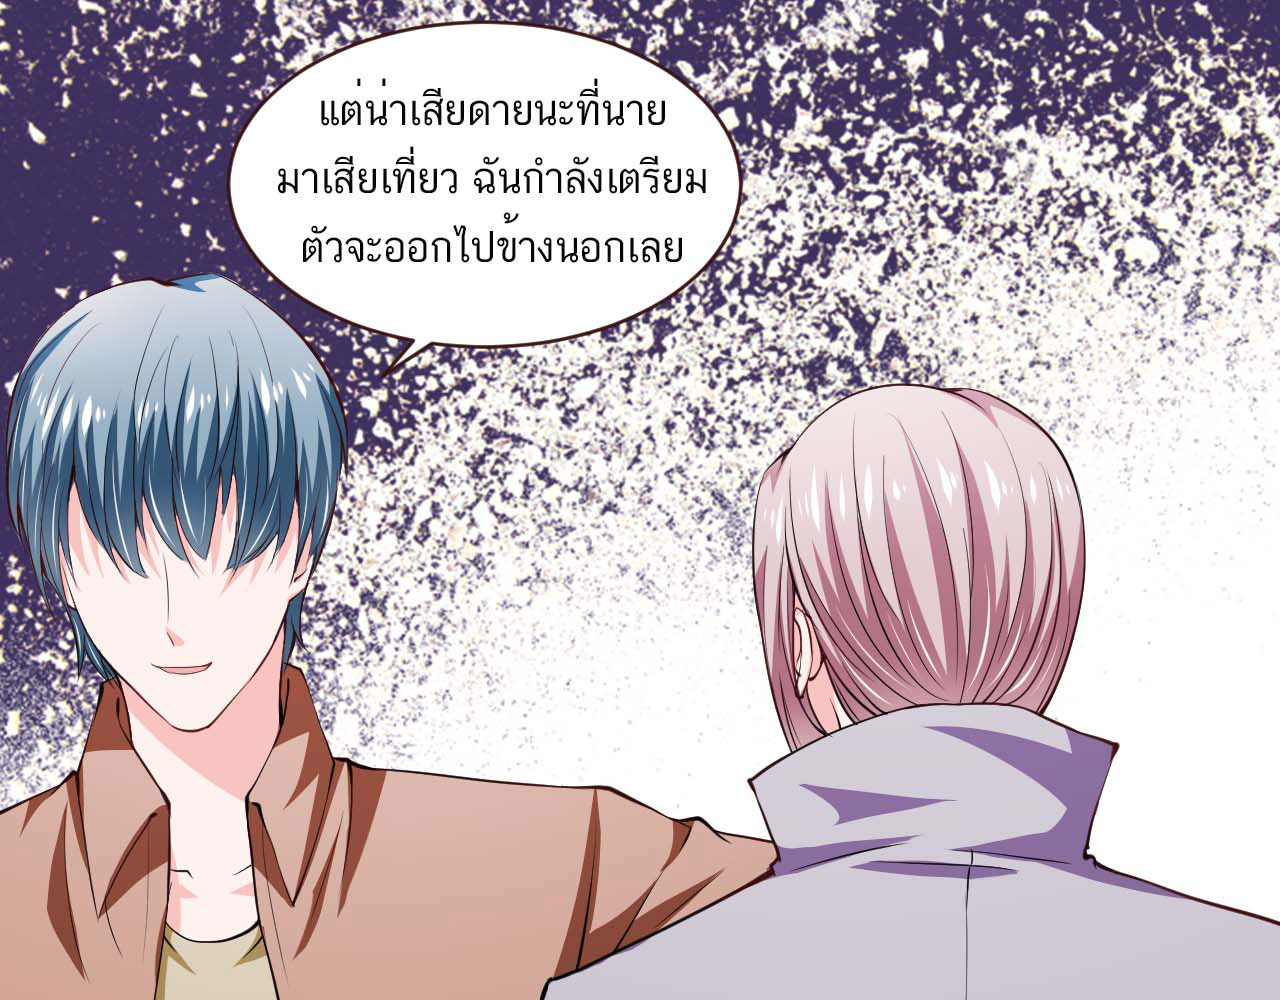 แต่น่าเสียดายนะที่นาย
มาเสียเที่ยว ฉันกำลังเตรียม
ตัวจะออกไปข้างนอกเลย